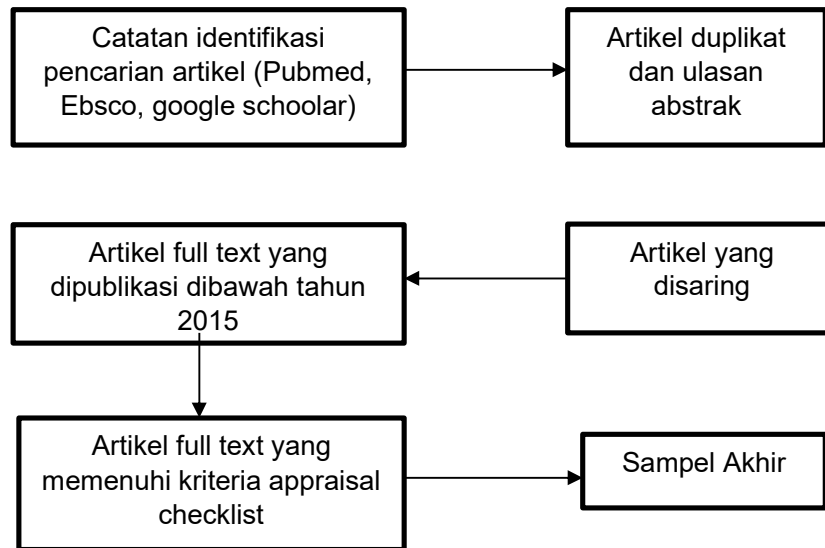 Catatan identifikasi
pencarian artikel (Pubmed,
Ebsco, google schoolar)
Artikel duplikat
dan ulasan
abstrak
Artikel yang
disaring
Artikel full text yang
dipublikasi dibawah tahun
2015
Artikel full text yang
memenuhi kriteria appraisal
checklist
Sampel Akhir